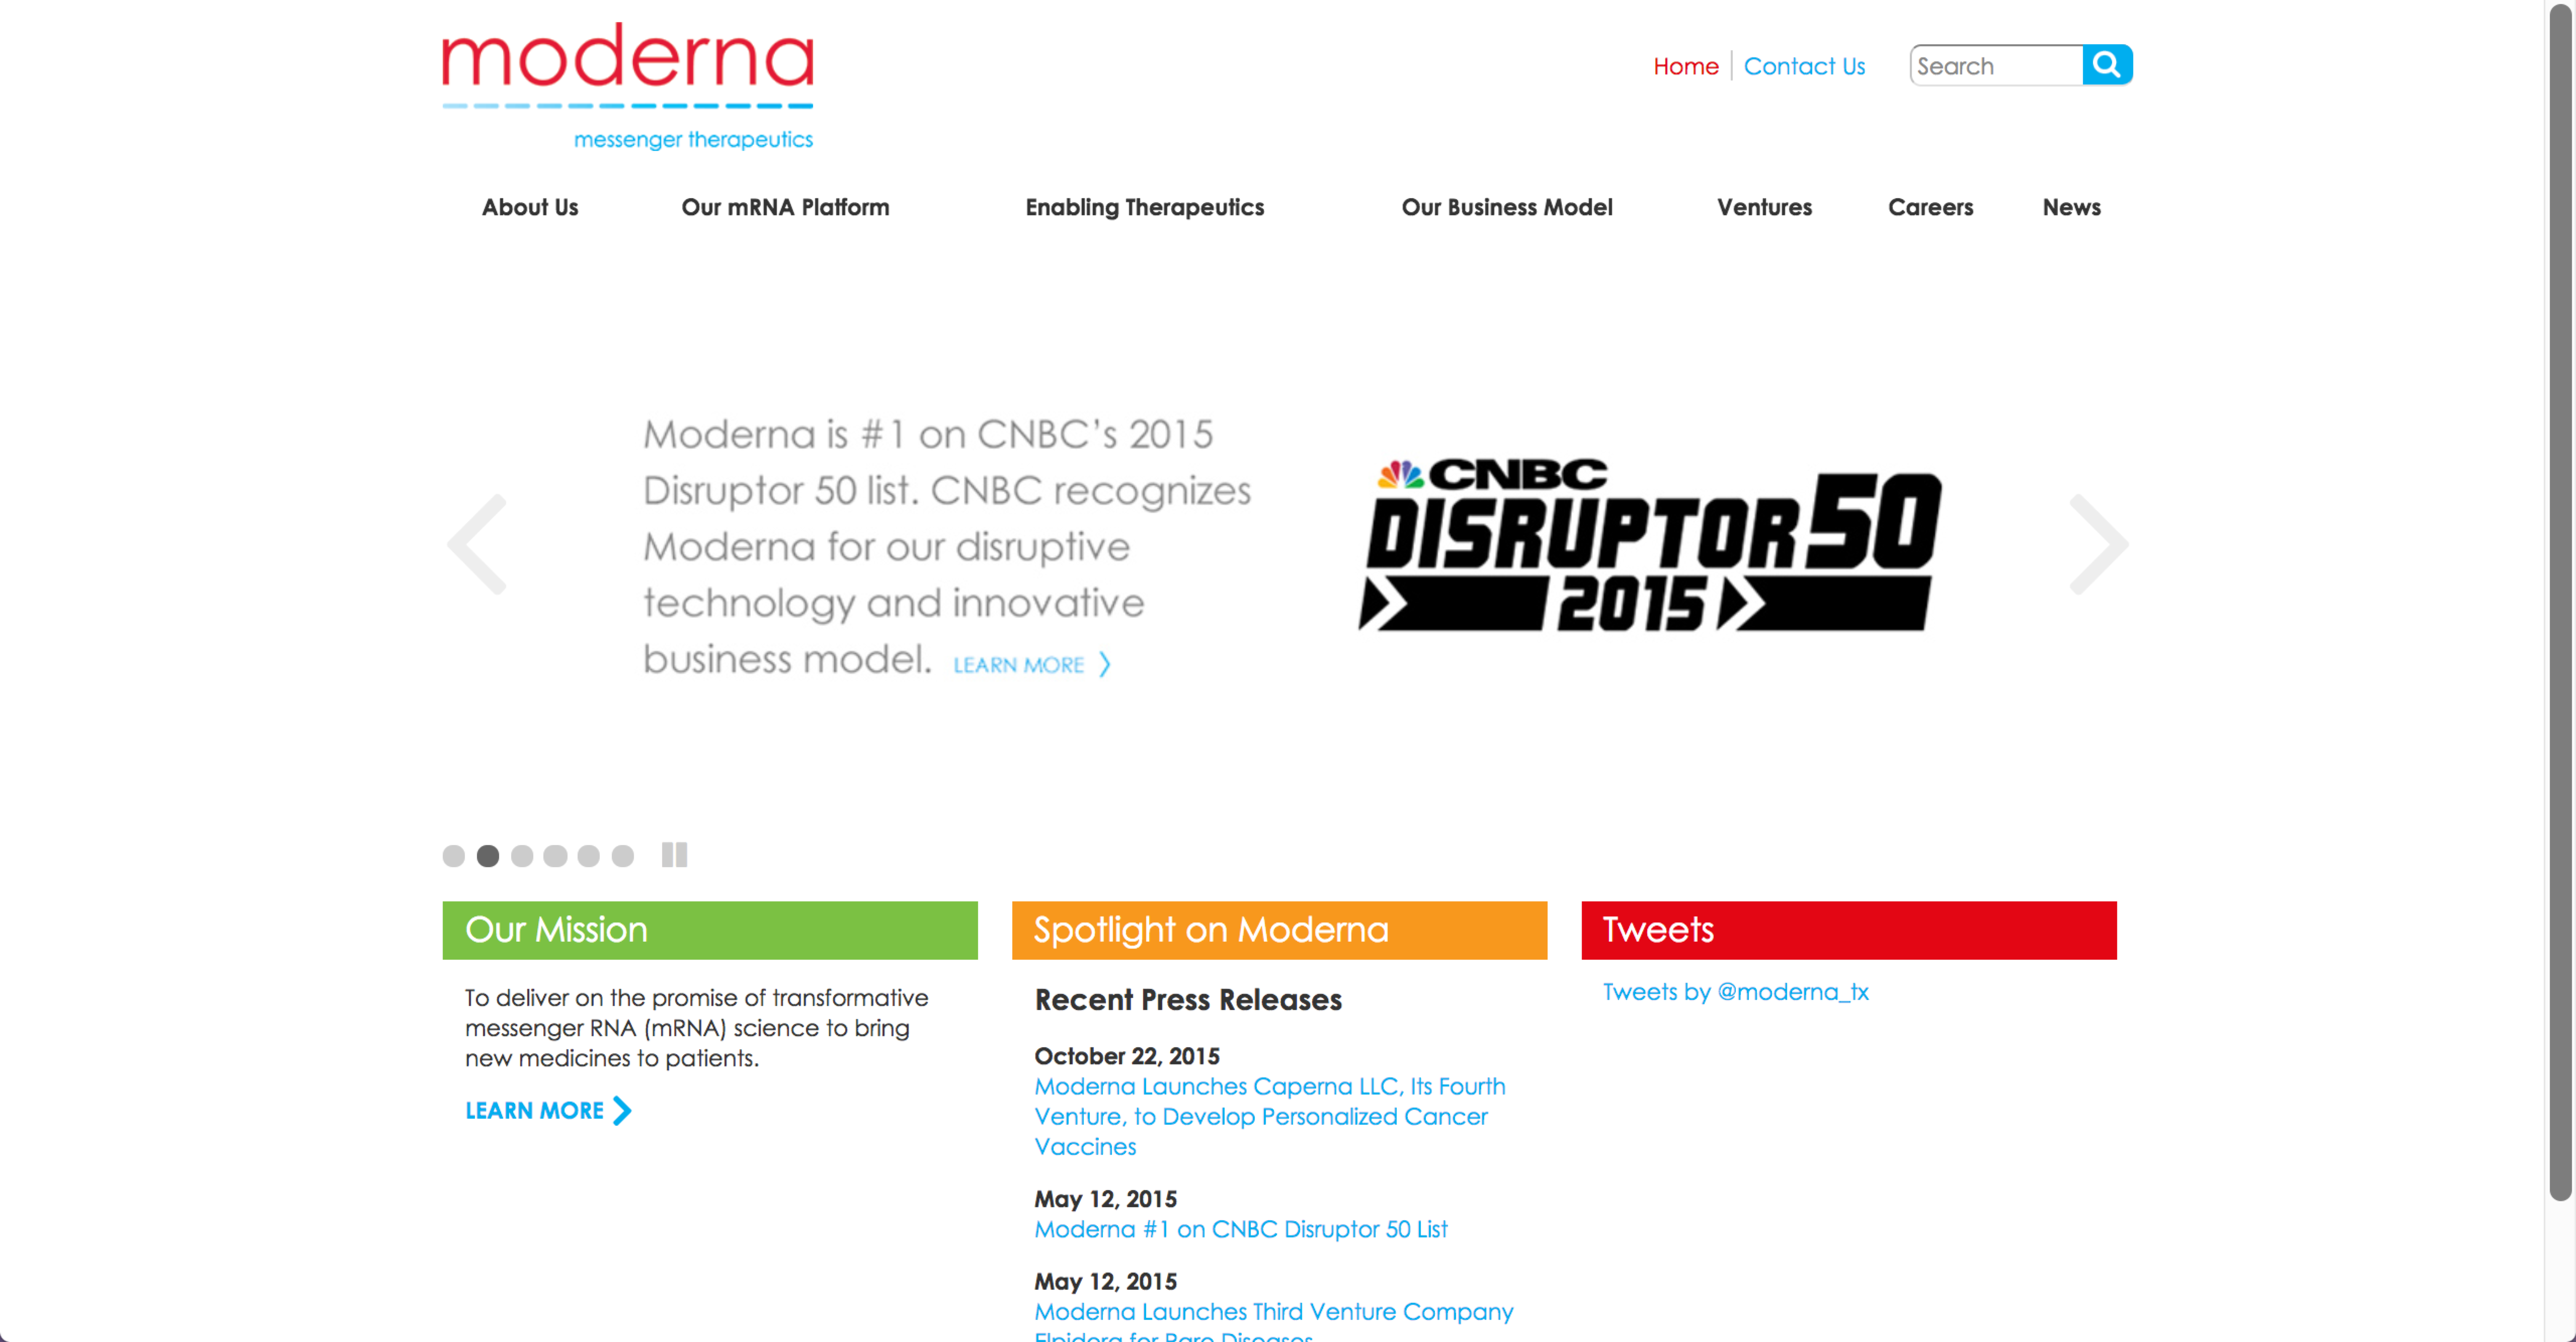 moderna
messenger therapeutics
Home
Contact Us
Search
About Us
Our mRNA Platform
Enabling Therapeutics
Our Business Model
Ventures
Careers
News
Moderna is #1 on CNBC’s 2015
Disruptor 50 list. CNBC recognizes
Moderna for our disruptive
technology and innovative
business model. LEARN MORE
CNBC
DISRUPTOR 50
2015
Our Mission
To deliver on the promise of transformative
messenger RNA (mRNA) science to bring
new medicines to patients.
LEARN MORE
Spotlight on Moderna
Recent Press Releases
October 22, 2015
Moderna Launches Caperna LLC, Its Fourth
Venture, to Develop Personalized Cancer
Vaccines
May 12, 2015
Moderna #1 on CNBC Disruptor 50 List
May 12, 2015
Moderna Launches Third Venture Company
Elpidera for Rare Diseases
Tweets
Tweets by @moderna_tx